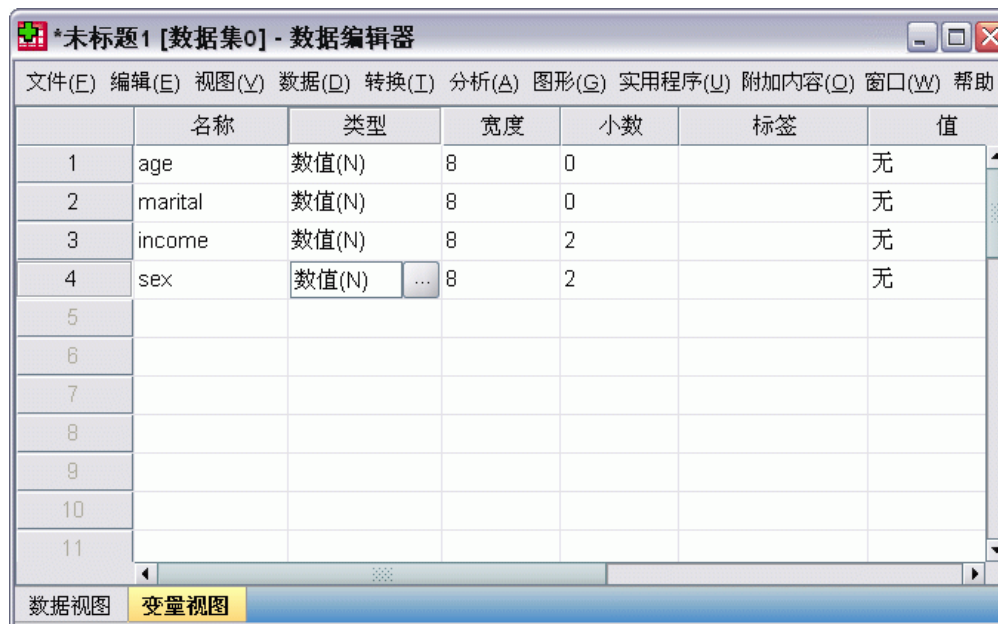 *未标题1 [数据集0] - 数据编辑器
文件(F) 编辑(E) 视图(V) 数据(D) 转换(T) 分析(A) 图形(G) 实用程序(U) 附加内容(O) 窗口(W) 帮助
名称 类型 宽度 小数 标签 值
1 age 数值(N) 8 0 无
2 marital 数值(N) 8 0 无
3 income 数值(N) 8 2 无
4 sex 数值(N) ... 8 2 无
5
6
7
8
9
10
11
数据视图 变量视图